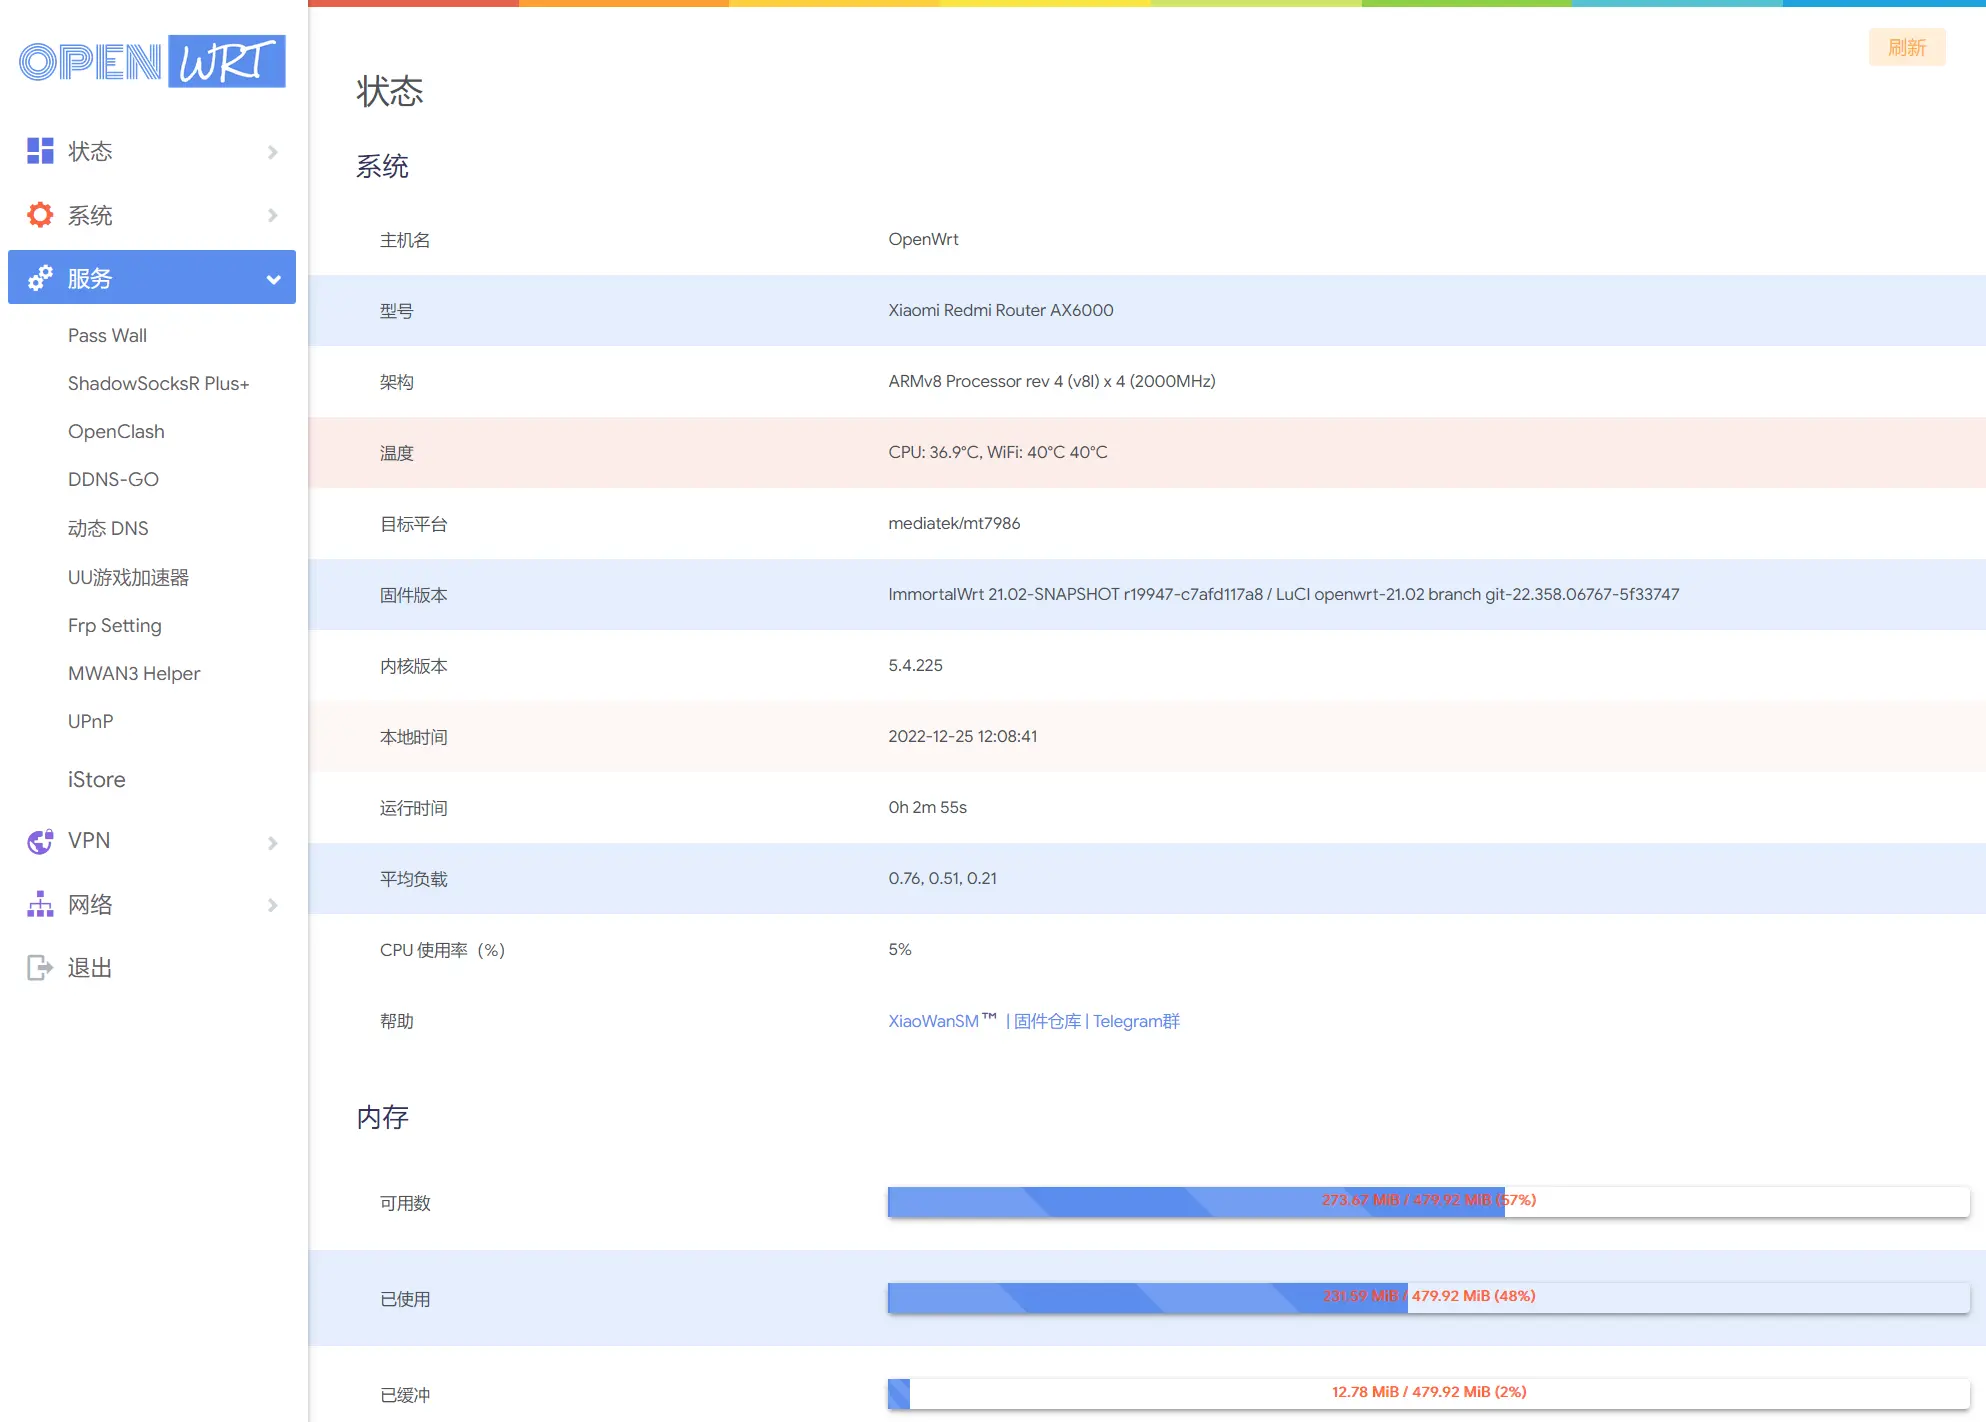 OPENWRT
状态
系统
服务
Pass Wall
ShadowSocksR Plus+
OpenClash
DDNS-GO
动态 DNS
UU游戏加速器
Frp Setting
MWAN3 Helper
UPnP
iStore
VPN
网络
退出
刷新
状态
系统
主机名 OpenWrt
型号 Xiaomi Redmi Router AX6000
架构 ARMv8 Processor rev 4 (v8l) x 4 (2000MHz)
温度 CPU: 36.9°C, WiFi: 40°C 40°C
目标平台 mediatek/mt7986
固件版本 ImmortalWrt 21.02-SNAPSHOT r19947-c7afd117a8 / LuCI openwrt-21.02 branch git-22.358.06767-5f33747
内核版本 5.4.225
本地时间 2022-12-25 12:08:41
运行时间 0h 2m 55s
平均负载 0.76, 0.51, 0.21
CPU 使用率（%） 5%
帮助 XiaoWanSM™ | 固件仓库 | Telegram群
内存
可用数 273.67 MiB / 479.92 MiB (57%)
已使用 231.59 MiB / 479.92 MiB (48%)
已缓冲 12.78 MiB / 479.92 MiB (2%)